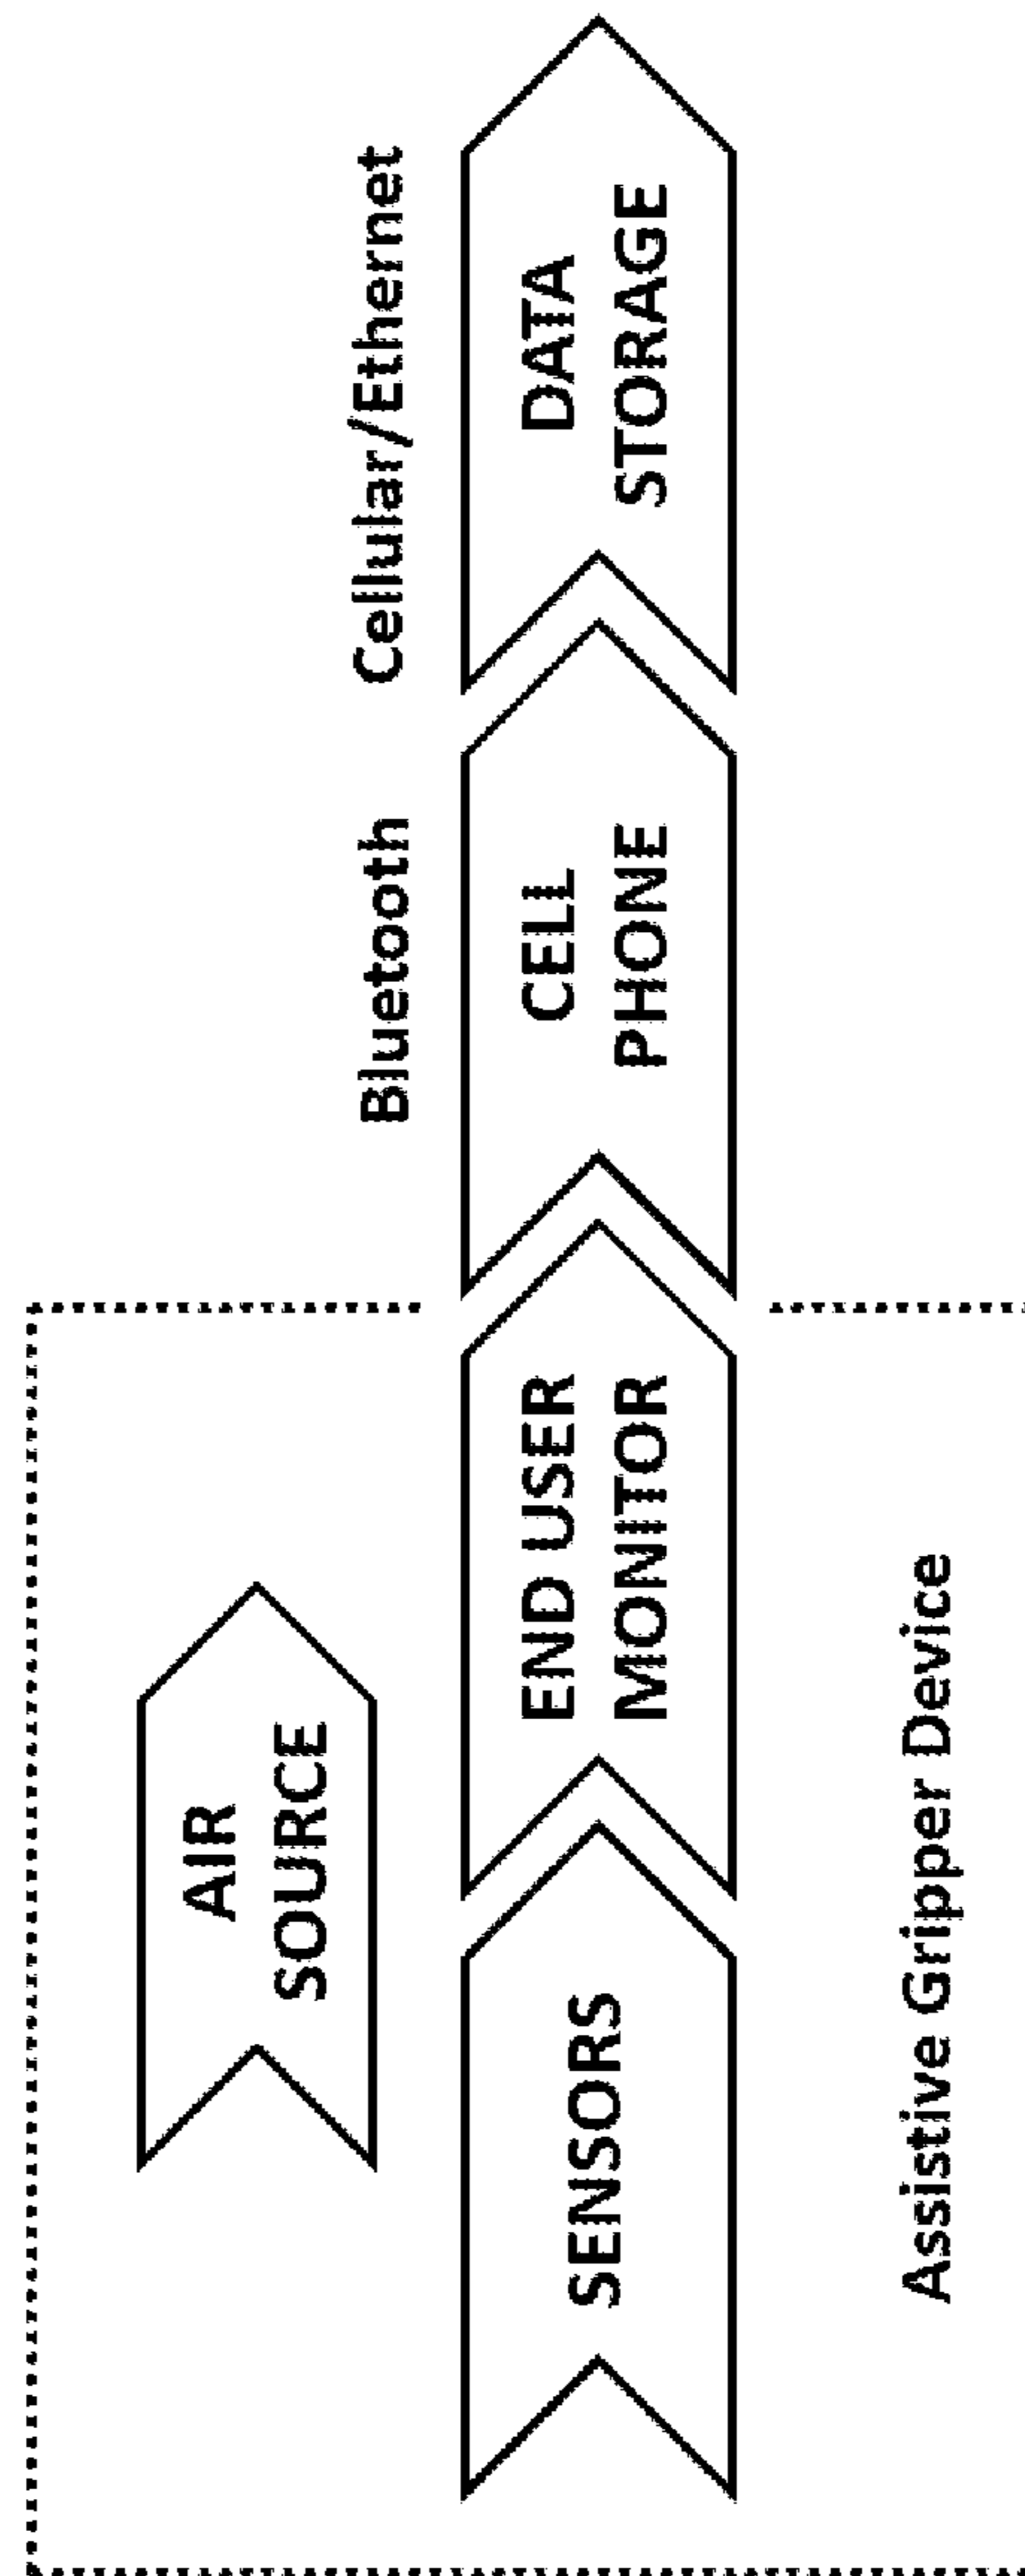 AIR
SOURCE
Bluetooth
Cellular/Ethernet
SENSORS
END USER
MONITOR
CELL
PHONE
DATA
STORAGE
Assistive Gripper Device